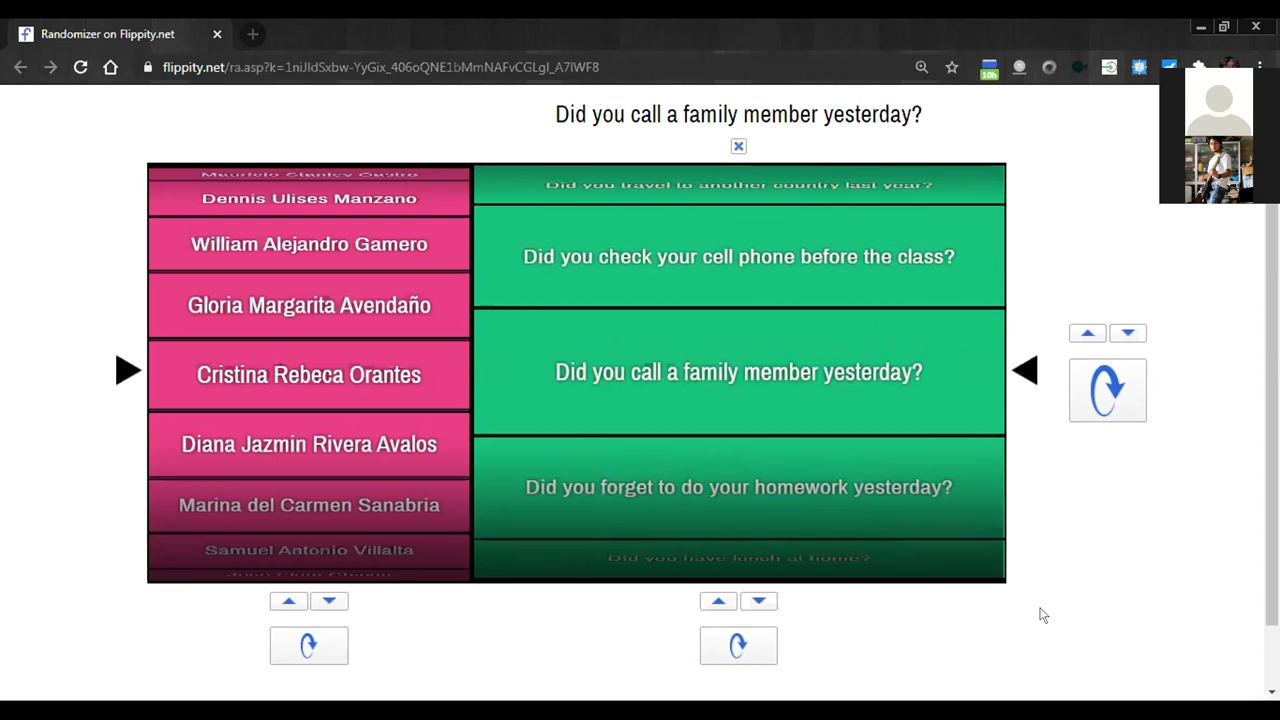 Randomizer on Flippity.net
flippity.net/ra.asp?k=
10h
Did you call a family member yesterday?
Dennis Ulises Manzano
William Alejandro Gamero
Gloria Margarita Avendaño
Cristina Rebeca Orantes
Diana Jazmin Rivera Avalos
Marina del Carmen Sanabria
Samuel Antonio Villalta
Did you travel to another country last year?
Did you check your cell phone before the class?
Did you call a family member yesterday?
Did you forget to do your homework yesterday?
Did you have lunch at home?